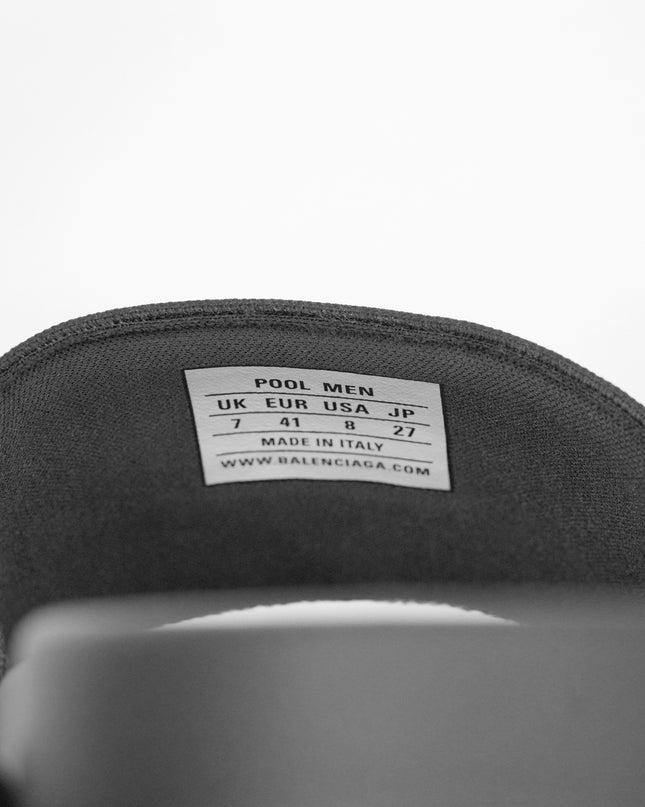 POOL MEN
UK EUR USA JP
7 41 8 27
MADE IN ITALY
WWW.BALENCIAGA.COM